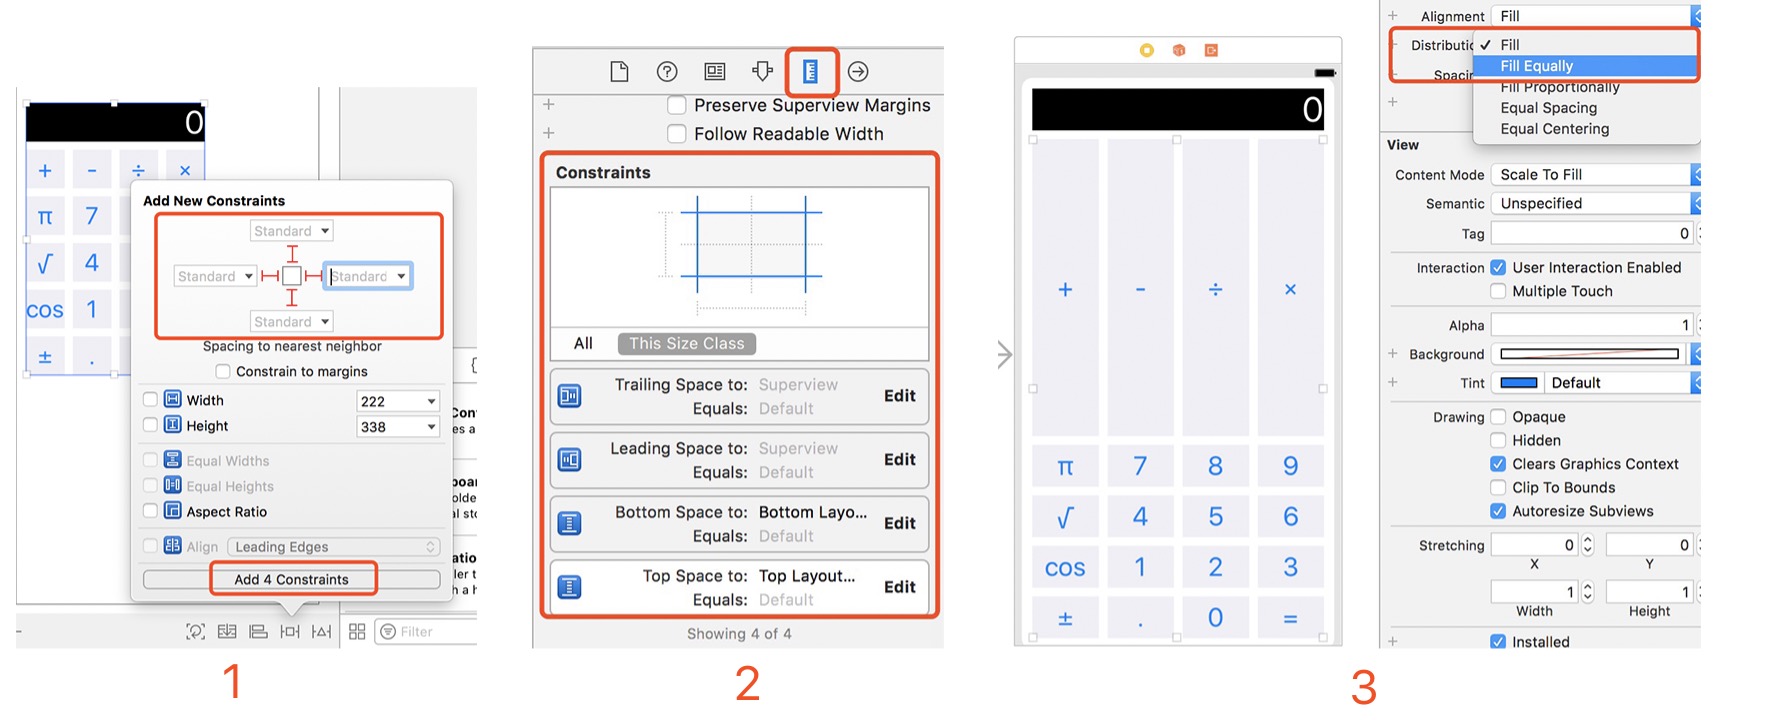 0
+ - ÷ ×
π 7
√ 4
cos 1
± .
Add New Constraints
Standard
Standard
Standard
Standard
Spacing to nearest neighbor
Constrain to margins
Width 222
Height 338
Equal Widths
Equal Heights
Aspect Ratio
Align Leading Edges
Add 4 Constraints
Filter
1
Preserve Superview Margins
Follow Readable Width
Constraints
All This Size Class
Trailing Space to: Superview
Equals: Default
Edit
Leading Space to: Superview
Equals: Default
Edit
Bottom Space to: Bottom Layo...
Equals: Default
Edit
Top Space to: Top Layout...
Equals: Default
Edit
Showing 4 of 4
2
0
+ - ÷ ×
π 7 8 9
√ 4 5 6
cos 1 2 3
± . 0 =
Alignment Fill
Distributio ✓ Fill
Fill Equally
Spacin
Fill Proportionally
Equal Spacing
Equal Centering
View
Content Mode Scale To Fill
Semantic Unspecified
Tag 0
Interaction User Interaction Enabled
Multiple Touch
Alpha 1
Background
Tint Default
Drawing Opaque
Hidden
Clears Graphics Context
Clip To Bounds
Autoresize Subviews
Stretching 0 0
X Y
1 1
Width Height
Installed
3